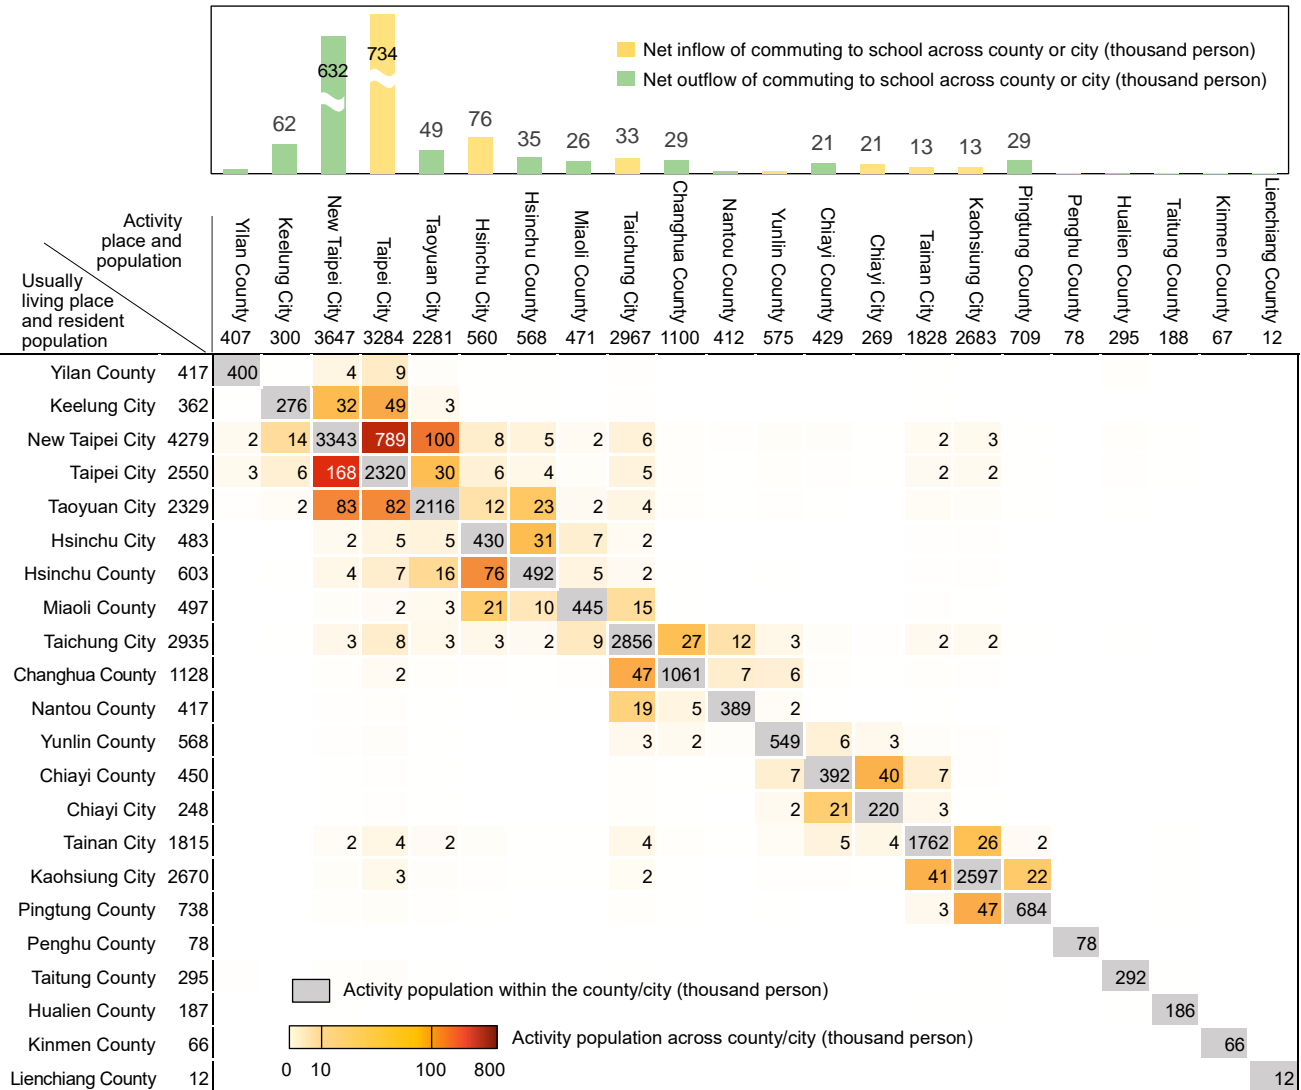 734
632
Net inflow of commuting to school across county or city (thousand person)
Net outflow of commuting to school across county or city (thousand person)
62 49 76 35 26 33 29 21 21 13 13 29
Activity
place and
population
Usually
living place
and resident
population
Yilan County
Keelung City
New Taipei City
Taipei City
Taoyuan City
Hsinchu City
Hsinchu County
Miaoli County
Taichung City
Changhua County
Nantou County
Yunlin County
Chiayi County
Chiayi City
Tainan City
Kaohsiung City
Pingtung County
Penghu County
Hualien County
Taitung County
Kinmen County
Lienchiang County
407 300 3647 3284 2281 560 568 471 2967 1100 412 575 429 269 1828 2683 709 78 295 188 67 12
Yilan County 417 400 4 9
Keelung City 362 276 32 49 3
New Taipei City 4279 2 14 3343 789 100 8 5 2 6 2 3
Taipei City 2550 3 6 168 2320 30 6 4 5 2 2
Taoyuan City 2329 2 83 82 2116 12 23 2 4
Hsinchu City 483 2 5 5 430 31 7 2
Hsinchu County 603 4 7 16 76 492 5 2
Miaoli County 497 2 3 21 10 445 15
Taichung City 2935 3 8 3 3 2 9 2856 27 12 3 2 2
Changhua County 1128 2 47 1061 7 6
Nantou County 417 19 5 389 2
Yunlin County 568 3 2 549 6 3
Chiayi County 450 7 392 40 7
Chiayi City 248 2 21 220 3
Tainan City 1815 2 4 2 4 5 4 1762 26 2
Kaohsiung City 2670 3 2 41 2597 22
Pingtung County 738 3 47 684
Penghu County 78 78
Taitung County 295 292
Activity population within the county/city (thousand person)
Hualien County 187 186
Kinmen County 66 66
Activity population across county/city (thousand person)
0 10 100 800
Lienchiang County 12 12